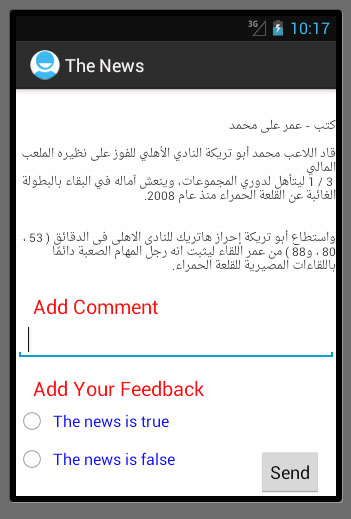 3G 10:17
The News
كتب - عمر على محمد
قاد اللاعب محمد أبو تريكة النادي الأهلي للفوز على نظيره الملعب
المالي
3 / 1 ليتأهل لدوري المجموعات، وينعش آماله في البقاء بالبطولة
الغائبة عن القلعة الحمراء منذ عام 2008.
واستطاع أبو تريكة إحراز هاتريك للنادى الاهلى فى الدقائق ( 53 ،
80 ، و88 ) من عمر اللقاء ليثبت انه رجل المهام الصعبة دائمًا
باللقاءات المصيرية للقلعة الحمراء.
Add Comment
Add Your Feedback
The news is true
The news is false
Send